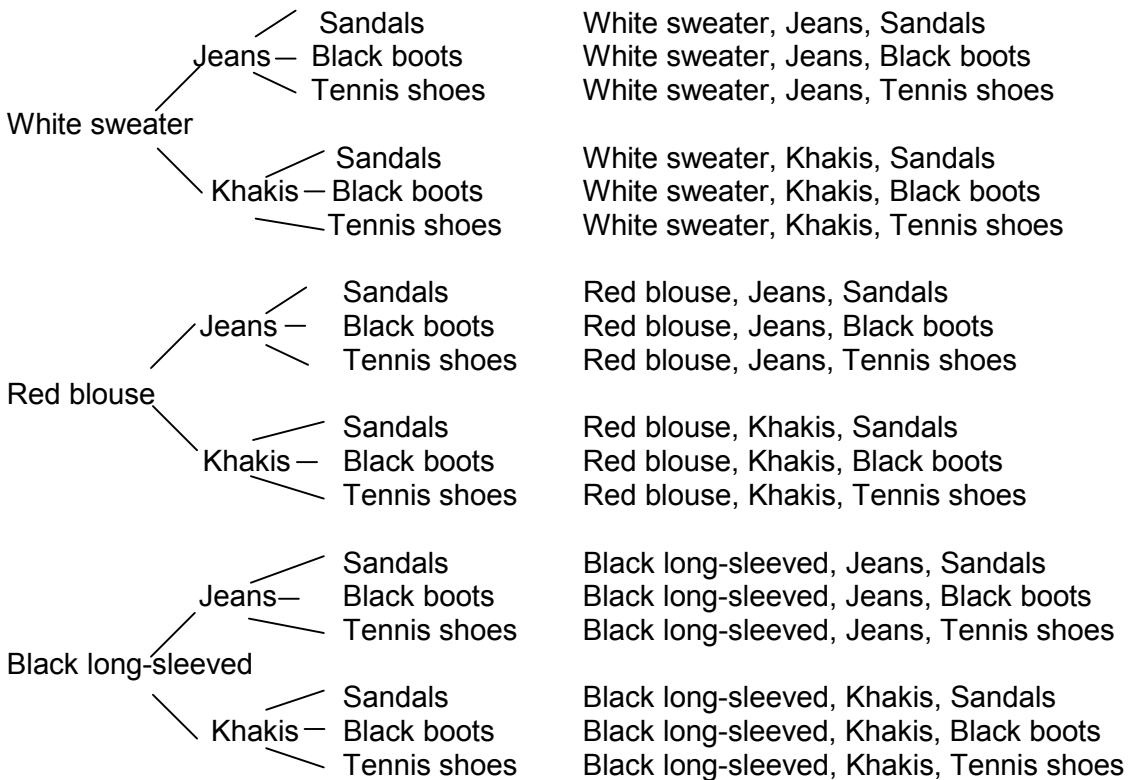 Sandals White sweater, Jeans, Sandals
Jeans Black boots White sweater, Jeans, Black boots
Tennis shoes White sweater, Jeans, Tennis shoes
White sweater
Sandals White sweater, Khakis, Sandals
Khakis Black boots White sweater, Khakis, Black boots
Tennis shoes White sweater, Khakis, Tennis shoes
Sandals Red blouse, Jeans, Sandals
Jeans Black boots Red blouse, Jeans, Black boots
Tennis shoes Red blouse, Jeans, Tennis shoes
Red blouse
Sandals Red blouse, Khakis, Sandals
Khakis Black boots Red blouse, Khakis, Black boots
Tennis shoes Red blouse, Khakis, Tennis shoes
Sandals Black long-sleeved, Jeans, Sandals
Jeans Black boots Black long-sleeved, Jeans, Black boots
Tennis shoes Black long-sleeved, Jeans, Tennis shoes
Black long-sleeved
Sandals Black long-sleeved, Khakis, Sandals
Khakis Black boots Black long-sleeved, Khakis, Black boots
Tennis shoes Black long-sleeved, Khakis, Tennis shoes